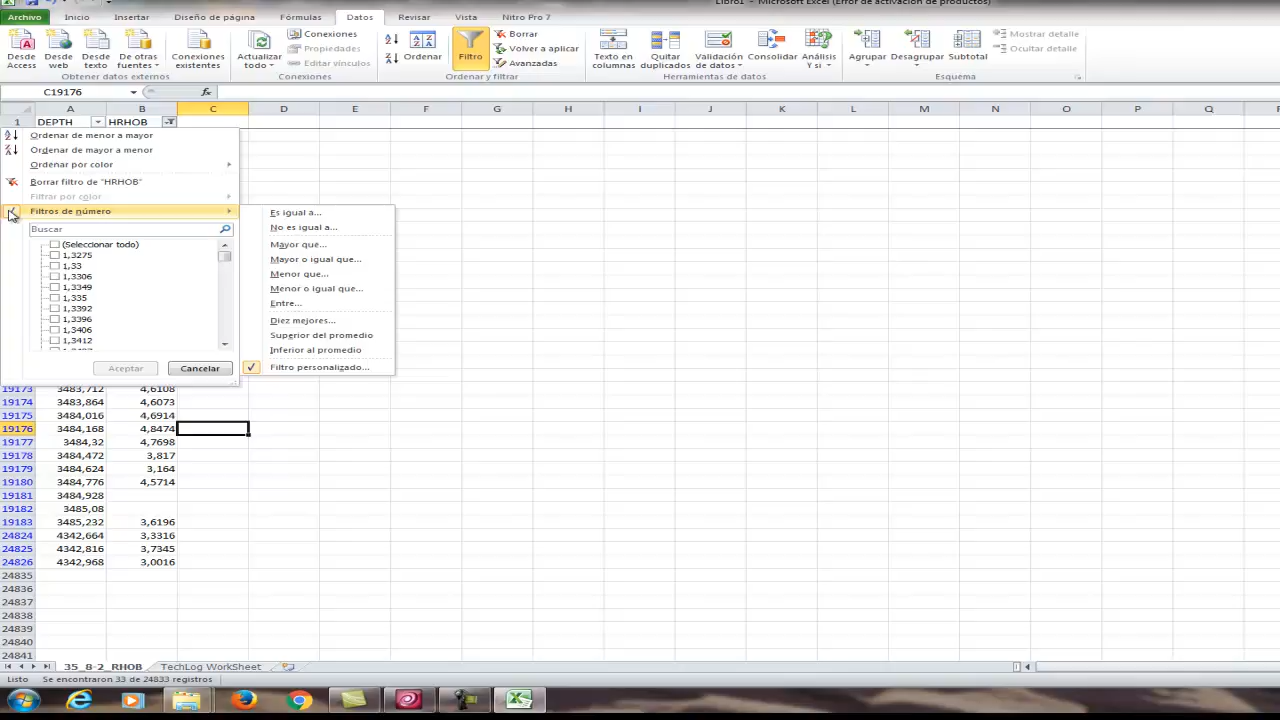 Libro1 - Microsoft Excel (Error de activación de productos)
Archivo Inicio Insertar Diseño de página Fórmulas Datos Revisar Vista Nitro Pro 7
Desde Access
Desde web
Desde texto
De otras fuentes
Conexiones existentes
Obtener datos externos
Actualizar todo
Conexiones
Propiedades
Editar vínculos
Conexiones
Ordenar
Filtro
Borrar
Volver a aplicar
Avanzadas
Ordenar y filtrar
Texto en columnas
Quitar duplicados
Validación de datos
Consolidar
Análisis Y si
Herramientas de datos
Agrupar
Desagrupar
Subtotal
Mostrar detalle
Ocultar detalle
Esquema
C19176 fx
A B C D E F G H I J K L M N O P Q
1 DEPTH HRHOB
Ordenar de menor a mayor
Ordenar de mayor a menor
Ordenar por color
Borrar filtro de "HRHOB"
Filtrar por color
Filtros de número
Buscar
(Seleccionar todo)
1,3275
1,33
1,3306
1,3349
1,335
1,3392
1,3396
1,3406
1,3412
Aceptar Cancelar
Es igual a...
No es igual a...
Mayor que...
Mayor o igual que...
Menor que...
Menor o igual que...
Entre...
Diez mejores...
Superior del promedio
Inferior al promedio
Filtro personalizado...
19173 3483,712 4,6108
19174 3483,864 4,6073
19175 3484,016 4,6914
19176 3484,168 4,8474
19177 3484,32 4,7698
19178 3484,472 3,817
19179 3484,624 3,164
19180 3484,776 4,5714
19181 3484,928
19182 3485,08
19183 3485,232 3,6196
24824 4342,664 3,3316
24825 4342,816 3,7345
24826 4342,968 3,0016
24835
24836
24837
24838
24839
24840
24841
35_8-2_RHOB TechLog WorkSheet
Listo Se encontraron 33 de 24833 registros